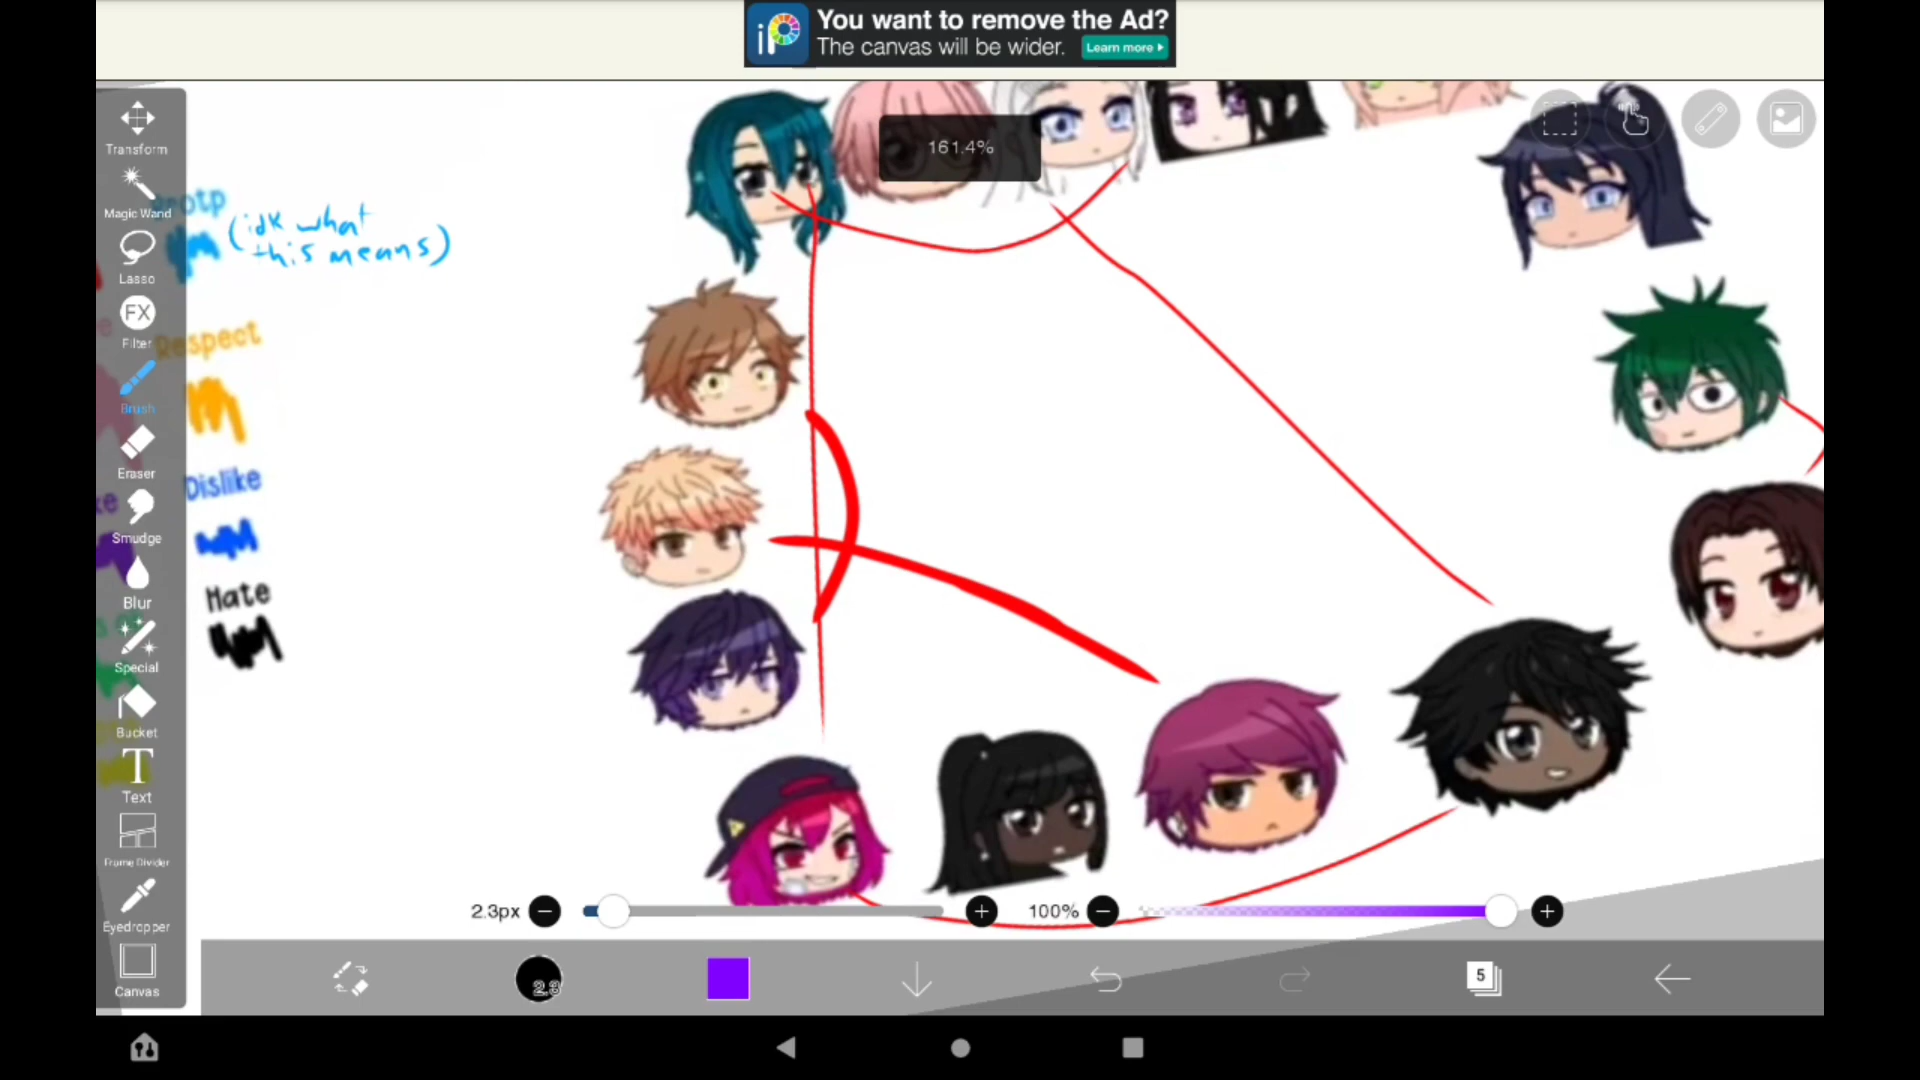 You want to remove the Ad?
The canvas will be wider. Learn more
161.4%
Transform
Magic Wand
Lasso
Filter
FX
Brush
Eraser
Smudge
Blur
Special
Bucket
Text
Frame Divider
Eyedropper
Canvas
(idk what
this means)
Respect
Dislike
Hate
2.3px
100%
5